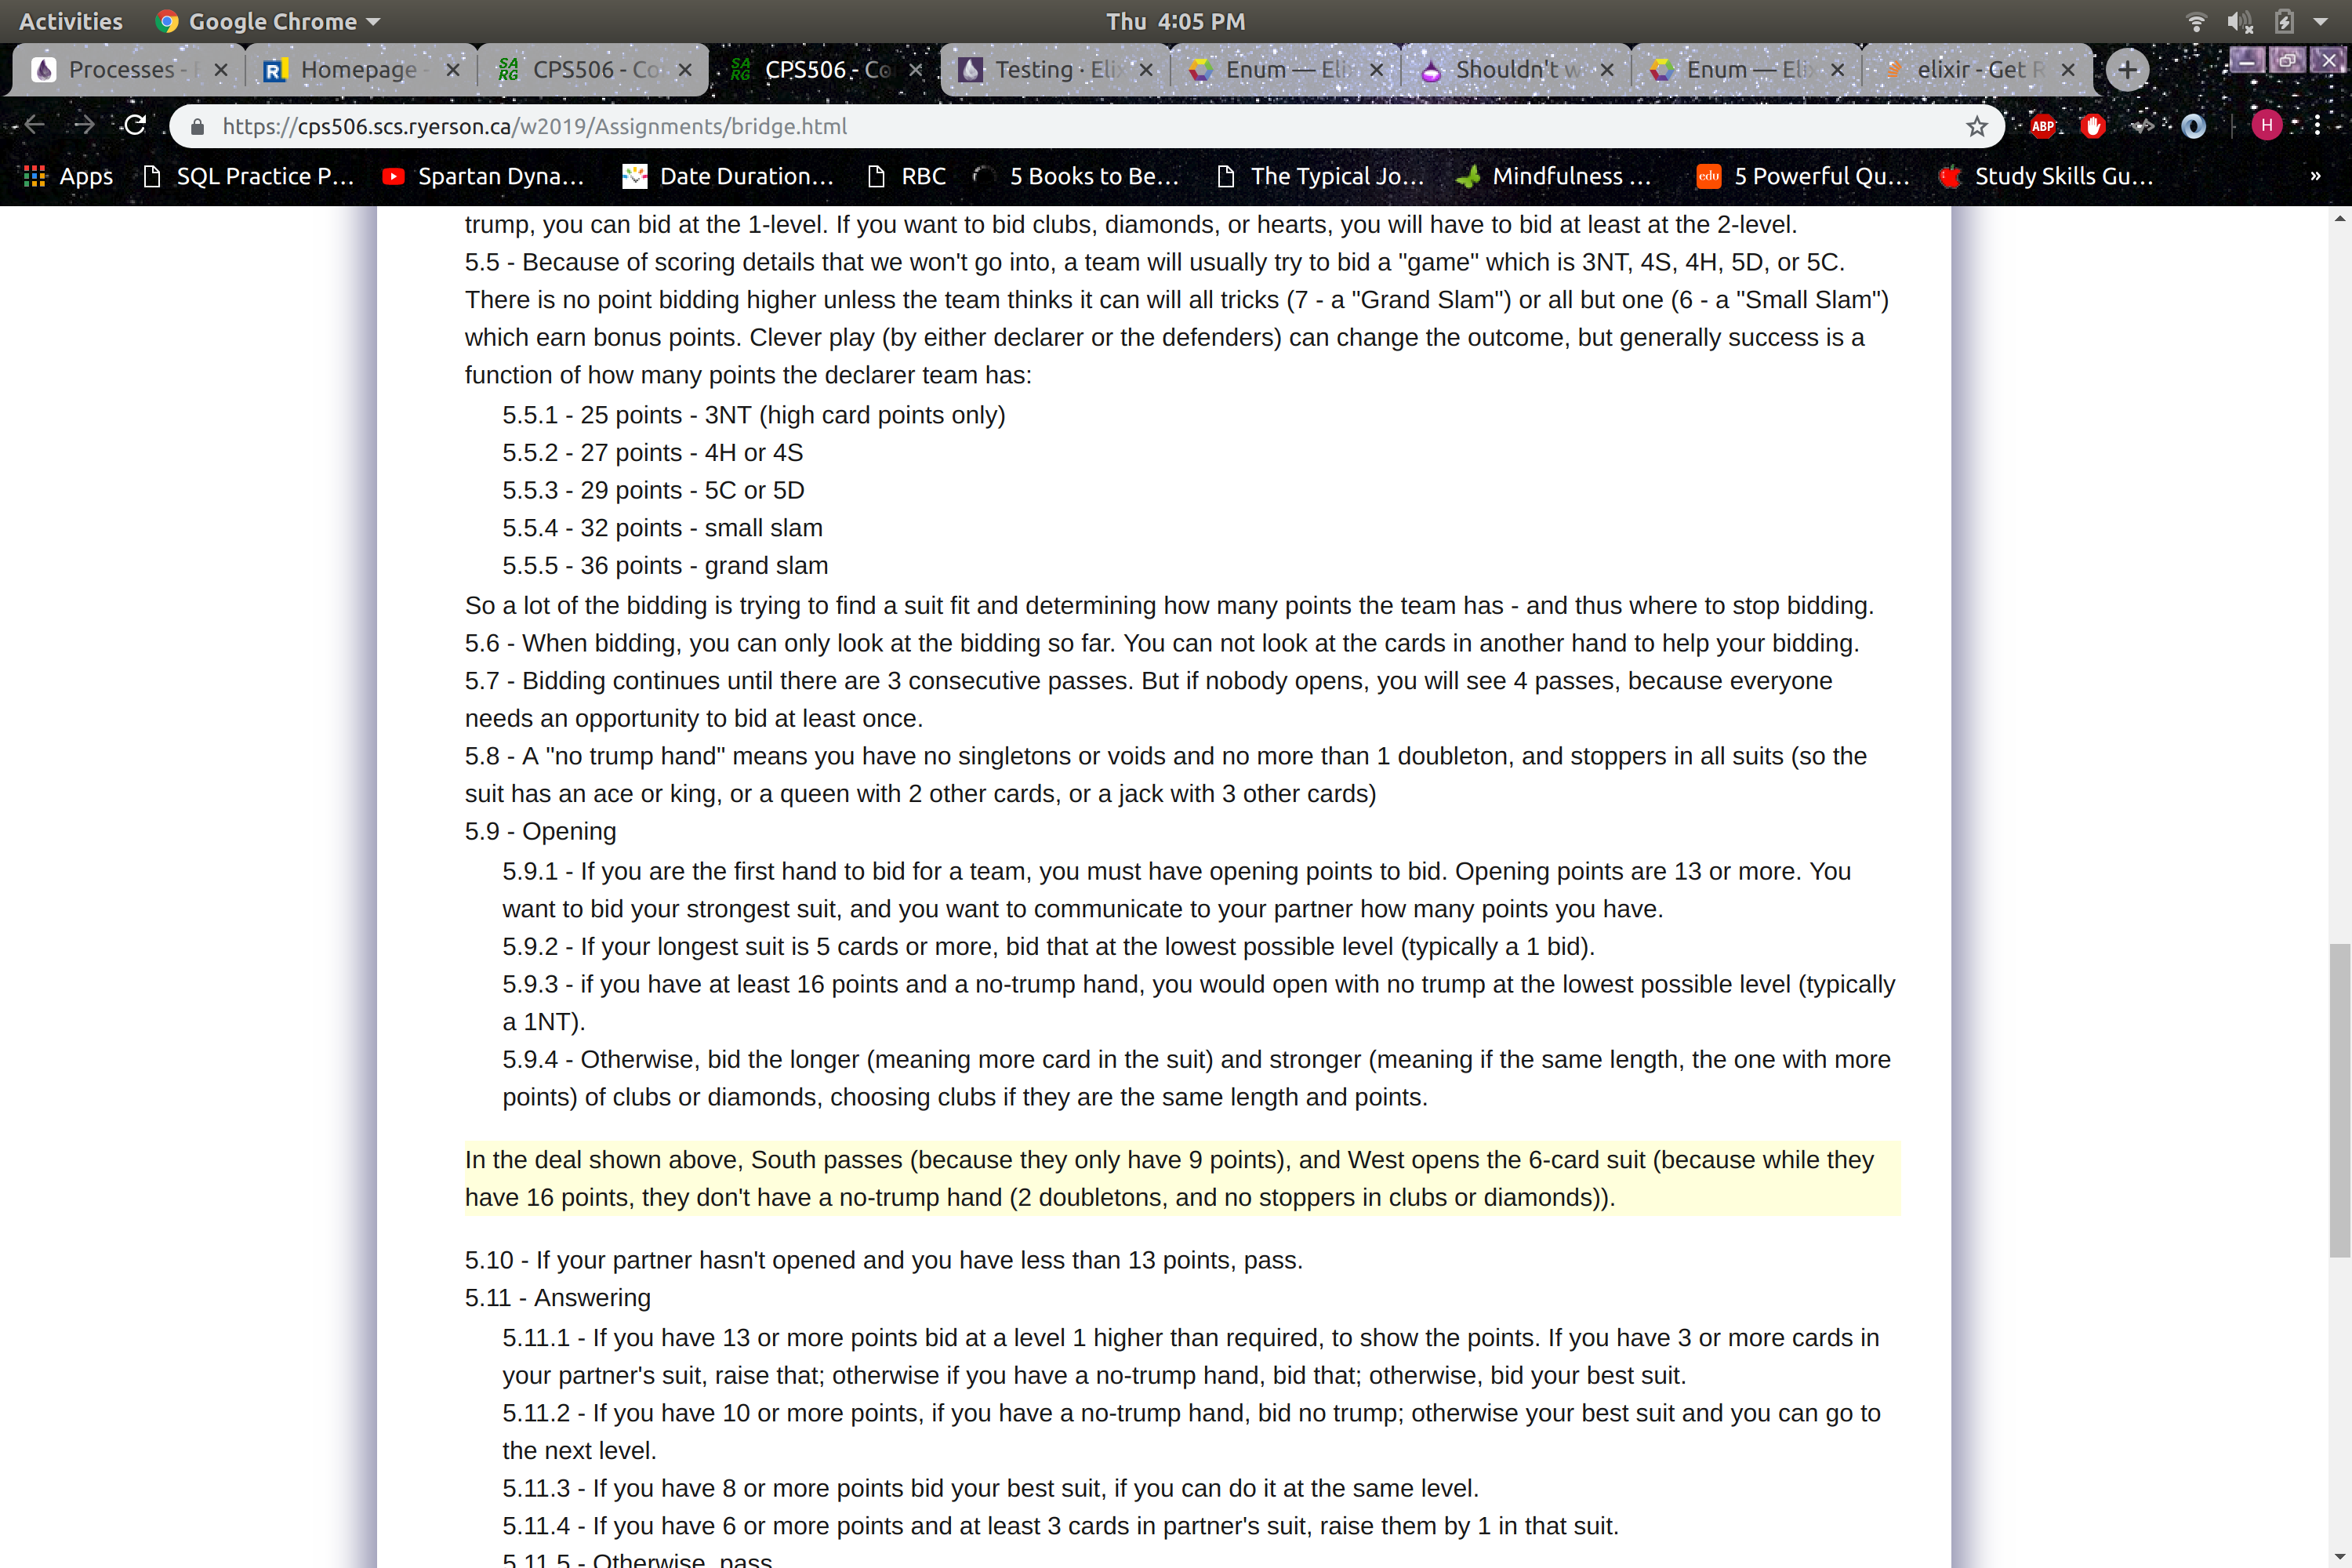 Activities Google Chrome Thu 4:05 PM
Processes - Homepage - CPS506 - Co CPS506 - Co Testing · Elix Enum — Eli Shouldn't w Enum — Elix elixir - Get R
https://cps506.scs.ryerson.ca/w2019/Assignments/bridge.html ABP H
Apps SQL Practice P... Spartan Dyna... Date Duration... RBC 5 Books to Be... The Typical Jo... Mindfulness ... edu 5 Powerful Qu... Study Skills Gu... »
trump, you can bid at the 1-level. If you want to bid clubs, diamonds, or hearts, you will have to bid at least at the 2-level.
5.5 - Because of scoring details that we won't go into, a team will usually try to bid a "game" which is 3NT, 4S, 4H, 5D, or 5C.
There is no point bidding higher unless the team thinks it can will all tricks (7 - a "Grand Slam") or all but one (6 - a "Small Slam")
which earn bonus points. Clever play (by either declarer or the defenders) can change the outcome, but generally success is a
function of how many points the declarer team has:
5.5.1 - 25 points - 3NT (high card points only)
5.5.2 - 27 points - 4H or 4S
5.5.3 - 29 points - 5C or 5D
5.5.4 - 32 points - small slam
5.5.5 - 36 points - grand slam
So a lot of the bidding is trying to find a suit fit and determining how many points the team has - and thus where to stop bidding.
5.6 - When bidding, you can only look at the bidding so far. You can not look at the cards in another hand to help your bidding.
5.7 - Bidding continues until there are 3 consecutive passes. But if nobody opens, you will see 4 passes, because everyone
needs an opportunity to bid at least once.
5.8 - A "no trump hand" means you have no singletons or voids and no more than 1 doubleton, and stoppers in all suits (so the
suit has an ace or king, or a queen with 2 other cards, or a jack with 3 other cards)
5.9 - Opening
5.9.1 - If you are the first hand to bid for a team, you must have opening points to bid. Opening points are 13 or more. You
want to bid your strongest suit, and you want to communicate to your partner how many points you have.
5.9.2 - If your longest suit is 5 cards or more, bid that at the lowest possible level (typically a 1 bid).
5.9.3 - if you have at least 16 points and a no-trump hand, you would open with no trump at the lowest possible level (typically
a 1NT).
5.9.4 - Otherwise, bid the longer (meaning more card in the suit) and stronger (meaning if the same length, the one with more
points) of clubs or diamonds, choosing clubs if they are the same length and points.
In the deal shown above, South passes (because they only have 9 points), and West opens the 6-card suit (because while they
have 16 points, they don't have a no-trump hand (2 doubletons, and no stoppers in clubs or diamonds)).
5.10 - If your partner hasn't opened and you have less than 13 points, pass.
5.11 - Answering
5.11.1 - If you have 13 or more points bid at a level 1 higher than required, to show the points. If you have 3 or more cards in
your partner's suit, raise that; otherwise if you have a no-trump hand, bid that; otherwise, bid your best suit.
5.11.2 - If you have 10 or more points, if you have a no-trump hand, bid no trump; otherwise your best suit and you can go to
the next level.
5.11.3 - If you have 8 or more points bid your best suit, if you can do it at the same level.
5.11.4 - If you have 6 or more points and at least 3 cards in partner's suit, raise them by 1 in that suit.
5.11.5 - Otherwise, pass